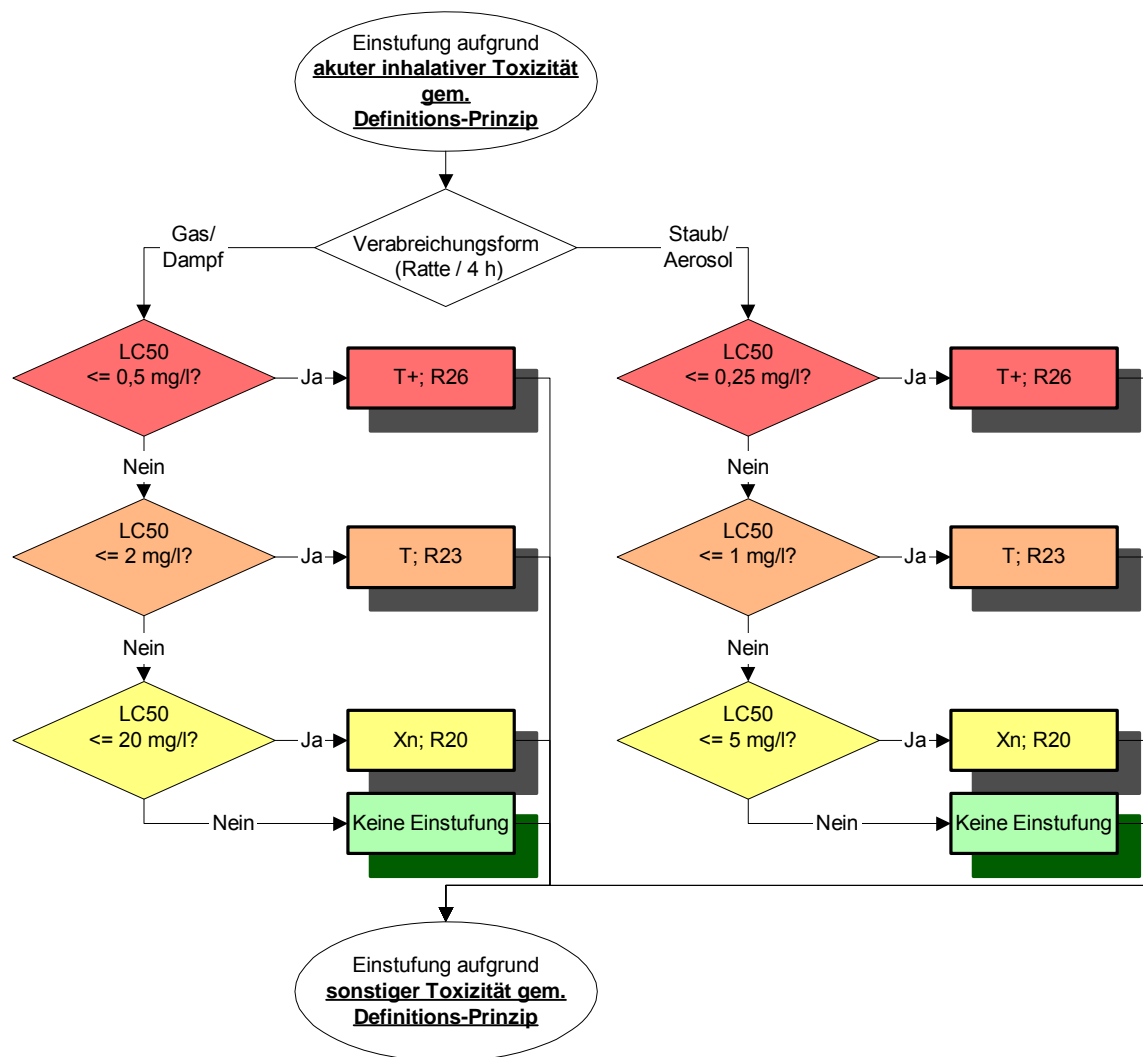 Einstufung aufgrund
akuter inhalativer Toxizität
gem.
Definitions-Prinzip
Verabreichungsform
(Ratte / 4 h)
Gas/
Dampf
Staub/
Aerosol
LC50
<= 0,5 mg/l?
Ja
T+; R26
LC50
<= 0,25 mg/l?
Ja
T+; R26
Nein
Nein
LC50
<= 2 mg/l?
Ja
T; R23
LC50
<= 1 mg/l?
Ja
T; R23
Nein
Nein
LC50
<= 20 mg/l?
Ja
Xn; R20
LC50
<= 5 mg/l?
Ja
Xn; R20
Nein
Keine Einstufung
Nein
Keine Einstufung
Einstufung aufgrund
sonstiger Toxizität gem.
Definitions-Prinzip